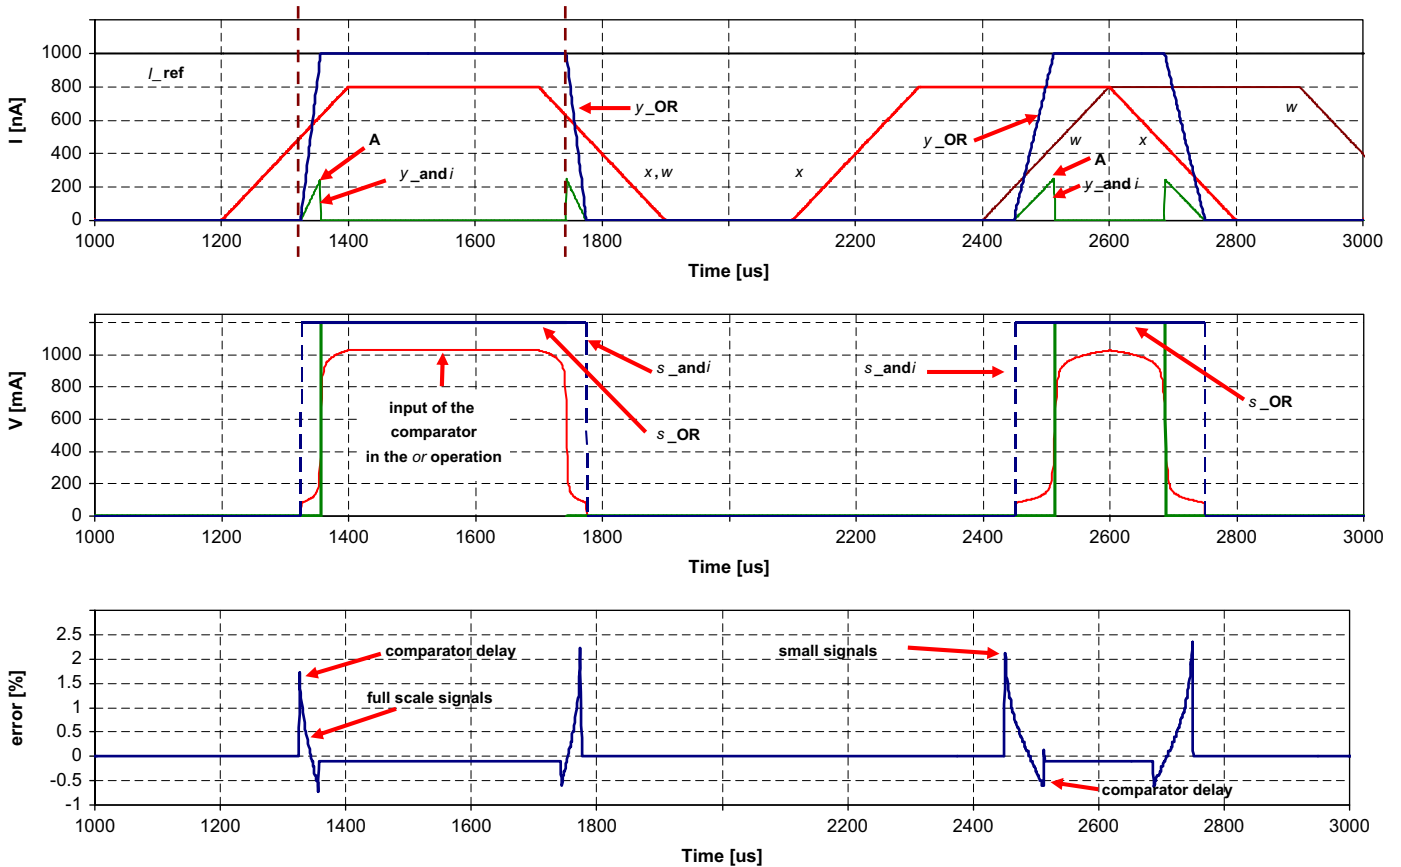 1000
800
600
400
200
0
I [nA]
I_ref
A
y_and i
y_OR
x, w
x
y_OR
w
A
y_and i
x
w
1000
1200
1400
1600
1800
2200
2400
2600
2800
3000
Time [us]
1000
800
600
400
200
0
V [mA]
input of the
comparator
in the or operation
s_and i
s_OR
s_and i
s_OR
1000
1200
1400
1600
1800
2200
2400
2600
2800
3000
Time [us]
2.5
2
1.5
1
0.5
0
-0.5
-1
error [%]
comparator delay
full scale signals
small signals
comparator delay
1000
1200
1400
1600
1800
2200
2400
2600
2800
3000
Time [us]